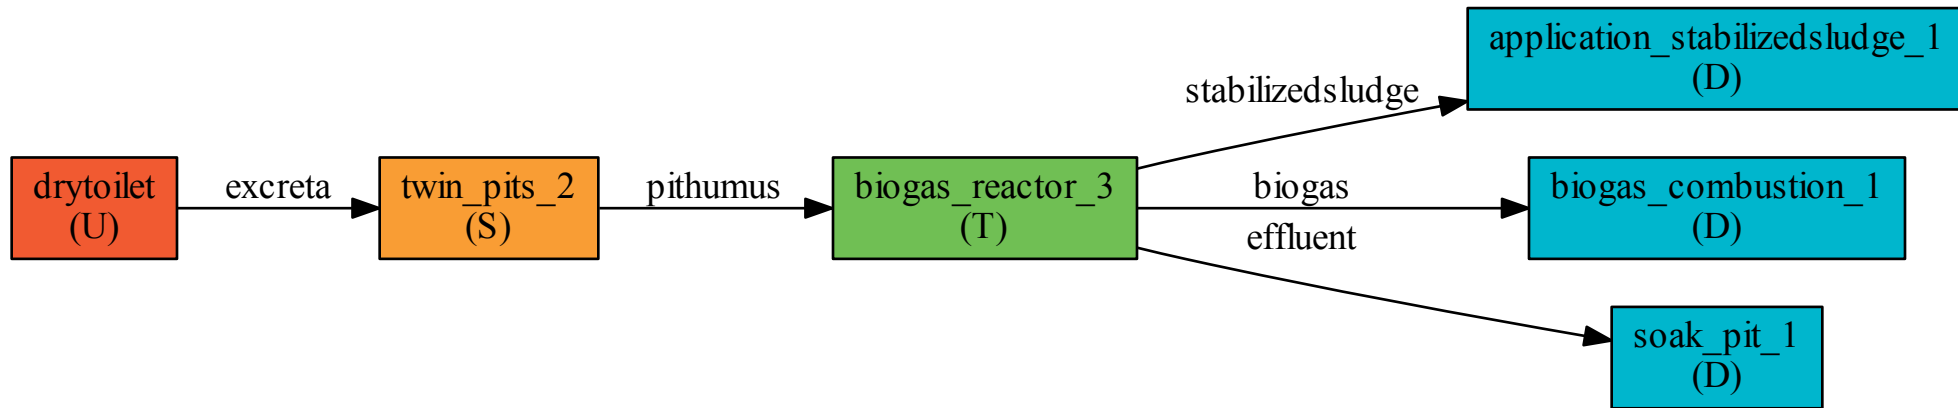 drytoilet
(U)
excreta
twin_pits_2
(S)
pithumus
biogas_reactor_3
(T)
stabilizedsludge
biogas
effluent
application_stabilizedsludge_1
(D)
biogas_combustion_1
(D)
soak_pit_1
(D)